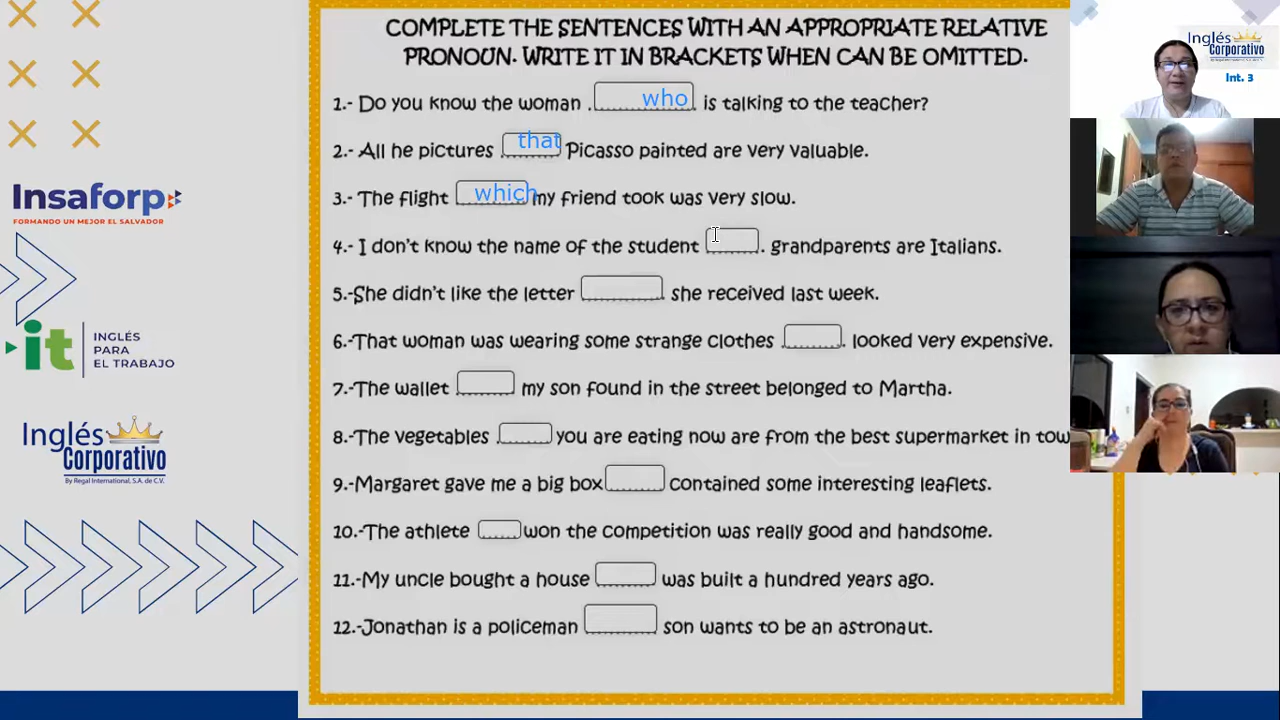 COMPLETE THE SENTENCES WITH AN APPROPRIATE RELATIVE
PRONOUN. WRITE IT IN BRACKETS WHEN CAN BE OMITTED.
1.- Do you know the woman who is talking to the teacher?
2.- All he pictures that Picasso painted are very valuable.
3.- The flight which my friend took was very slow.
4.- I don't know the name of the student ........ grandparents are Italians.
5.-She didn't like the letter ............ she received last week.
6.-That woman was wearing some strange clothes ......... looked very expensive.
7.-The wallet ........ my son found in the street belonged to Martha.
8.-The vegetables ........ you are eating now are from the best supermarket in tow
9.-Margaret gave me a big box ........ contained some interesting leaflets.
10.-The athlete ...... won the competition was really good and handsome.
11.-My uncle bought a house ........ was built a hundred years ago.
12.-Jonathan is a policeman .......... son wants to be an astronaut.
Insaforp
FORMANDO UN MEJOR EL SALVADOR
it
INGLÉS
PARA
EL TRABAJO
Inglés
Corporativo
By Regal International, S.A. de C.V.
Inglés
Corporativo
Int. 3